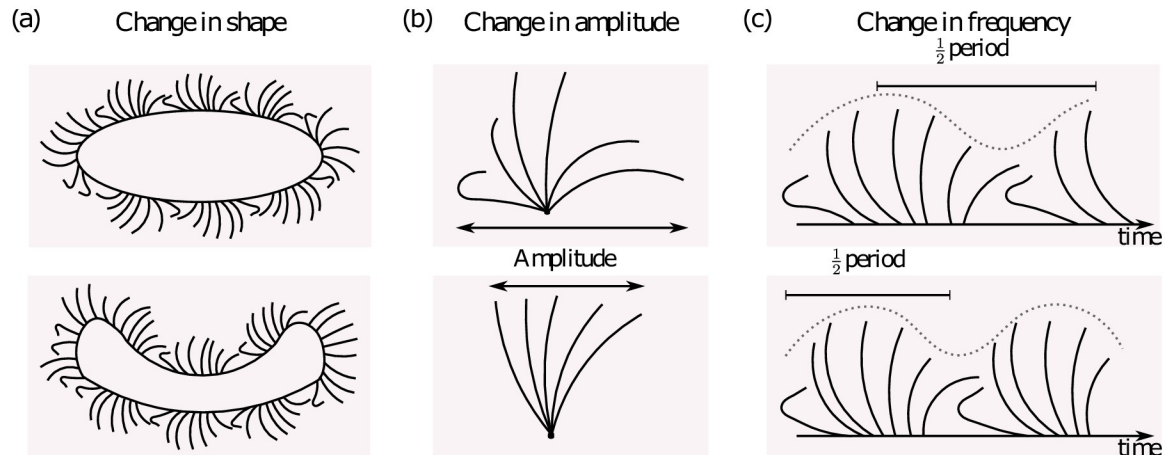 (a) Change in shape
(b) Change in amplitude
(c) Change in frequency
½ period
time
Amplitude
½ period
time